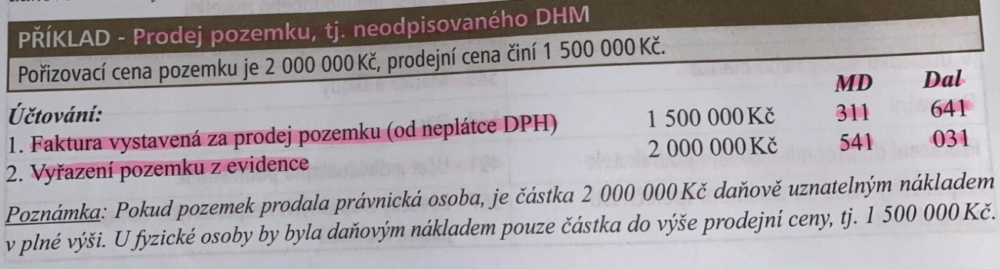 PŘÍKLAD - Prodej pozemku, tj. neodpisovaného DHM
Pořizovací cena pozemku je 2 000 000 Kč, prodejní cena činí 1 500 000 Kč.
Účtování: MD Dal
1. Faktura vystavená za prodej pozemku (od neplátce DPH) 1 500 000 Kč 311 641
2. Vyřazení pozemku z evidence 2 000 000 Kč 541 031
Poznámka: Pokud pozemek prodala právnická osoba, je částka 2 000 000 Kč daňově uznatelným nákladem
v plné výši. U fyzické osoby by byla daňovým nákladem pouze částka do výše prodejní ceny, tj. 1 500 000 Kč.